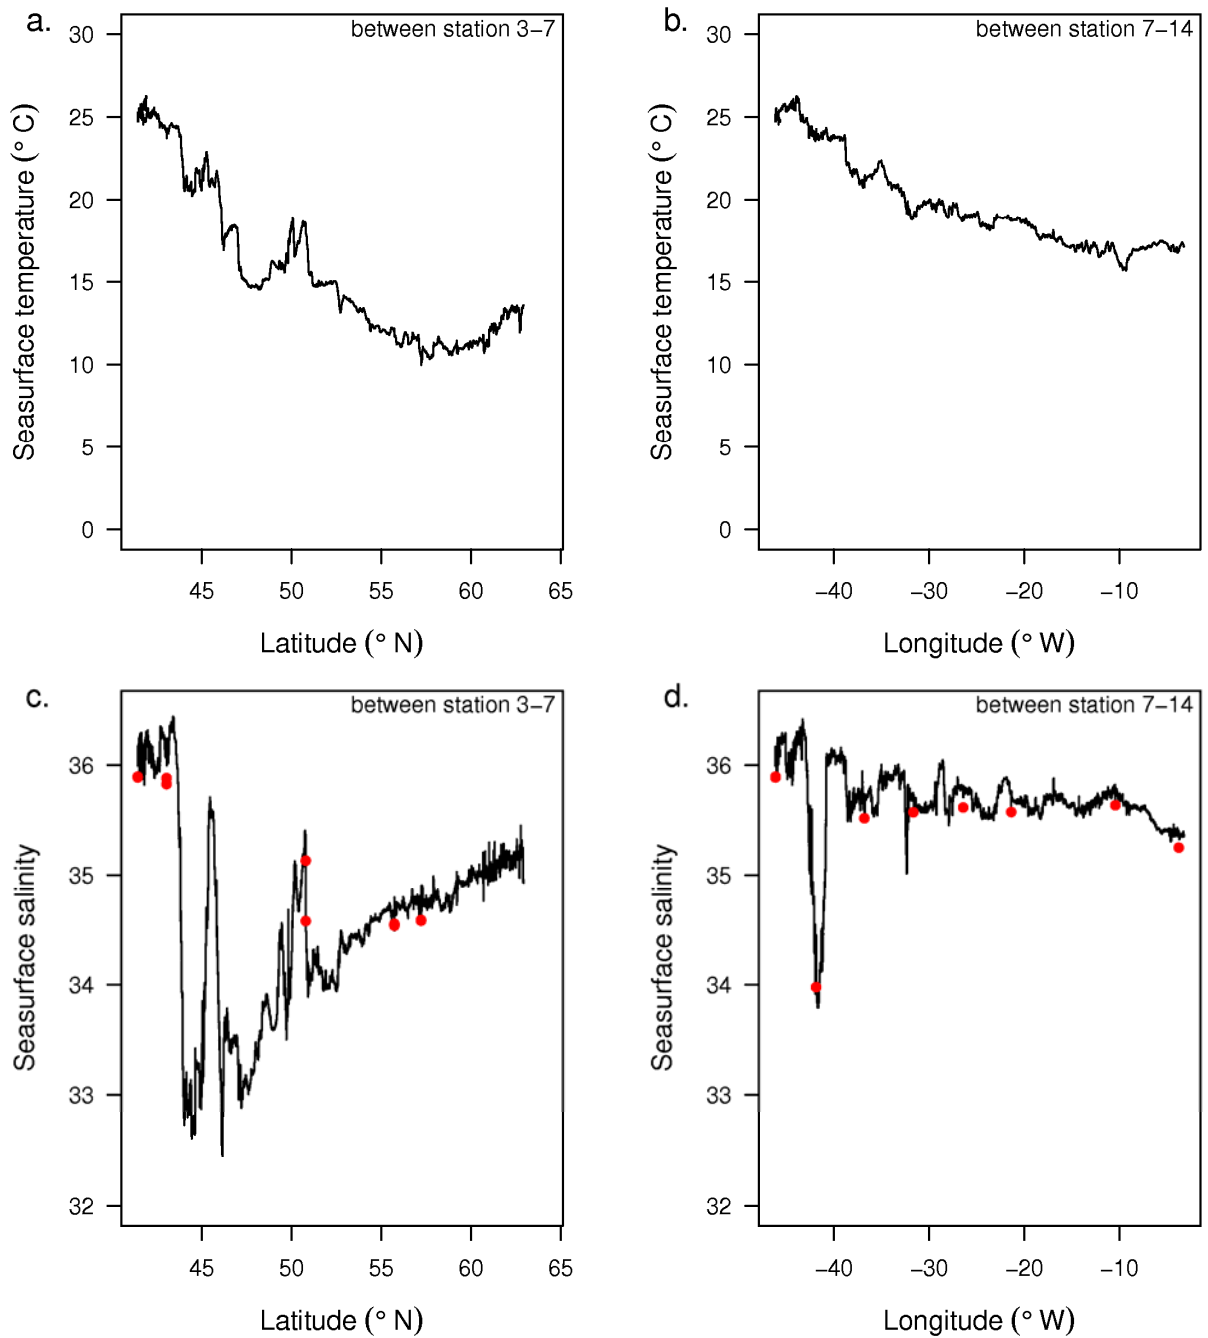 a.
between station 3−7
30
25
20
15
10
5
0
Seasurface temperature (° C)
45 50 55 60 65
Latitude (° N)
b.
between station 7−14
30
25
20
15
10
5
0
Seasurface temperature (° C)
−40 −30 −20 −10
Longitude (° W)
c.
between station 3−7
36
35
34
33
32
Seasurface salinity
45 50 55 60 65
Latitude (° N)
d.
between station 7−14
36
35
34
33
32
Seasurface salinity
−40 −30 −20 −10
Longitude (° W)